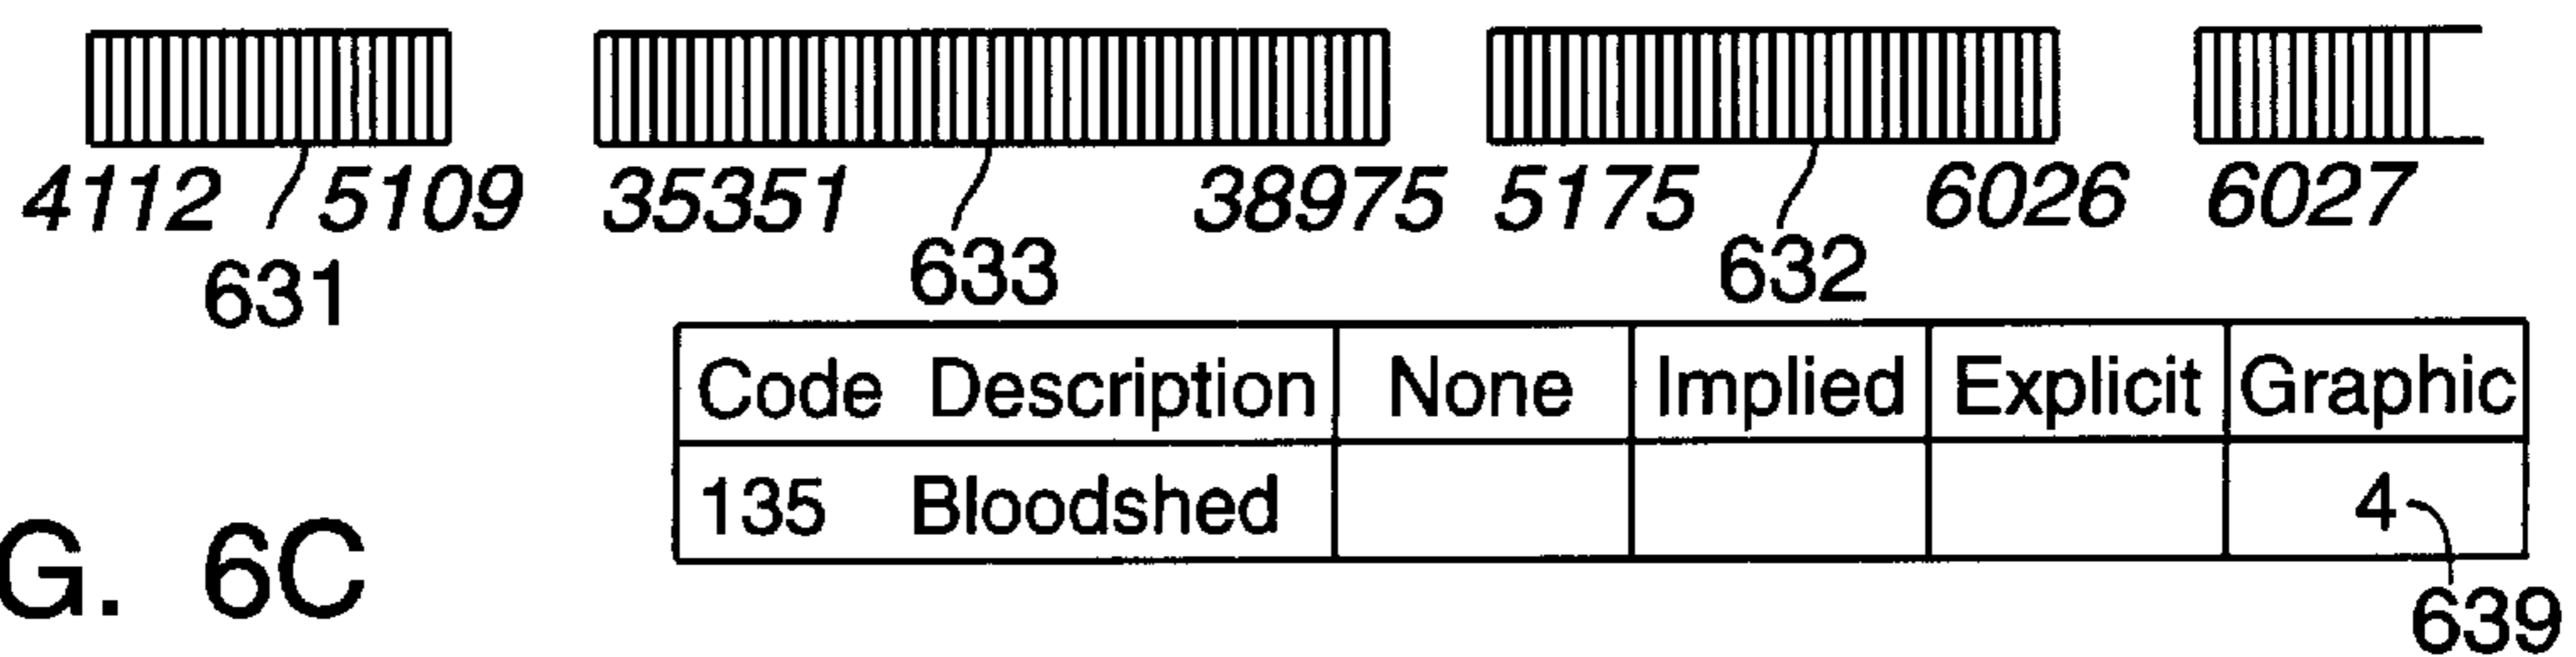 4112 5109 35351 38975 5175 6026 6027
631 633 632
Code Description None Implied Explicit Graphic
135 Bloodshed 4
G. 6C
639